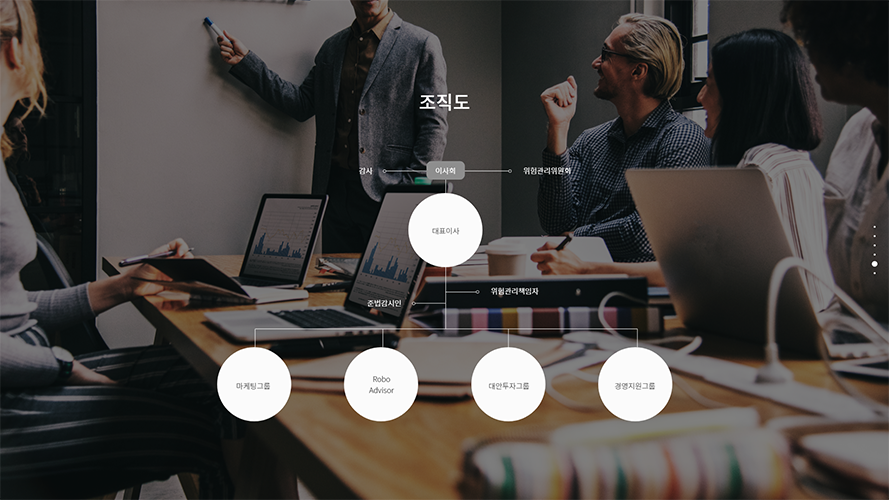 조직도
감사
이사회
위험관리위원회
대표이사
위험관리책임자
준법감시인
마케팅그룹
Robo
Advisor
대안투자그룹
경영지원그룹